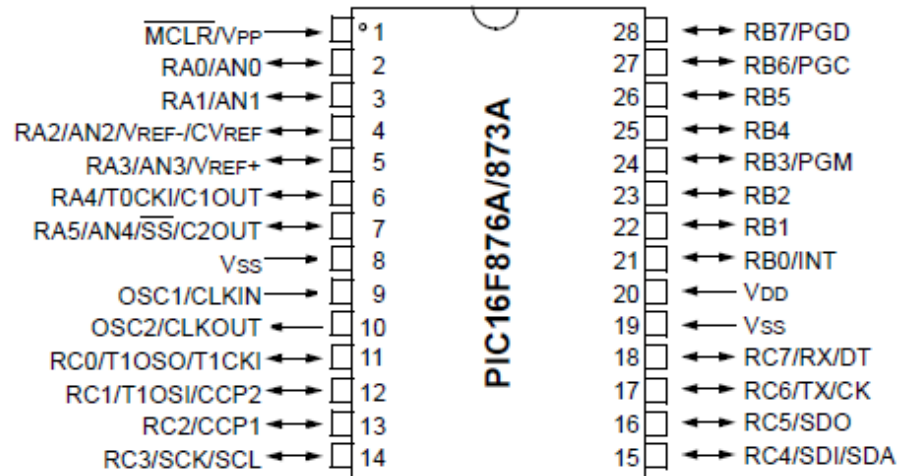 MCLR/VPP 1 28 RB7/PGD
RA0/AN0 2 27 RB6/PGC
RA1/AN1 3 26 RB5
RA2/AN2/VREF-/CVREF 4 25 RB4
RA3/AN3/VREF+ 5 24 RB3/PGM
RA4/T0CKI/C1OUT 6 23 RB2
RA5/AN4/SS/C2OUT 7 22 RB1
VSS 8 21 RB0/INT
OSC1/CLKIN 9 20 VDD
OSC2/CLKOUT 10 19 VSS
RC0/T1OSO/T1CKI 11 18 RC7/RX/DT
RC1/T1OSI/CCP2 12 17 RC6/TX/CK
RC2/CCP1 13 16 RC5/SDO
RC3/SCK/SCL 14 15 RC4/SDI/SDA
PIC16F876A/873A